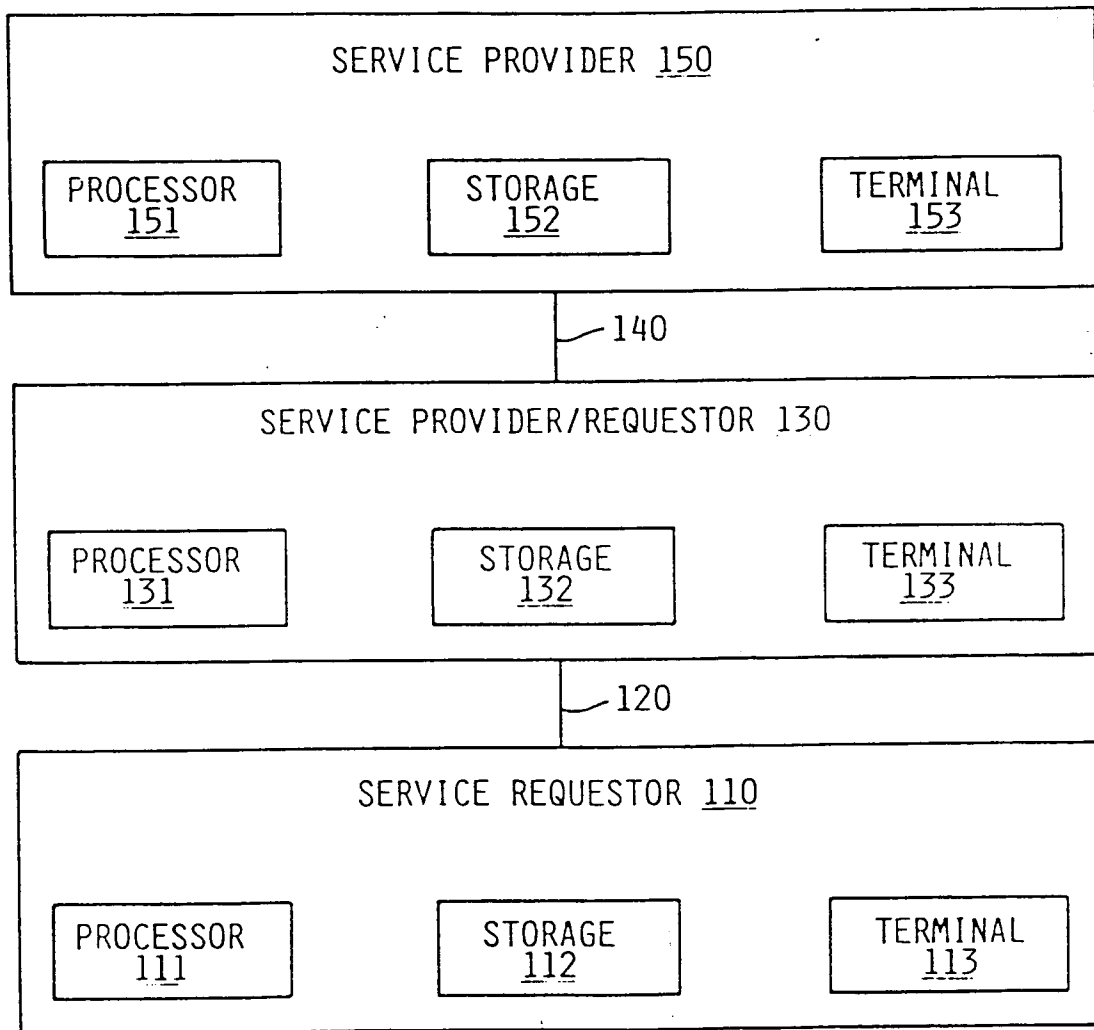 SERVICE PROVIDER 150
PROCESSOR
151
STORAGE
152
TERMINAL
153
140
SERVICE PROVIDER/REQUESTOR 130
PROCESSOR
131
STORAGE
132
TERMINAL
133
120
SERVICE REQUESTOR 110
PROCESSOR
111
STORAGE
112
TERMINAL
113